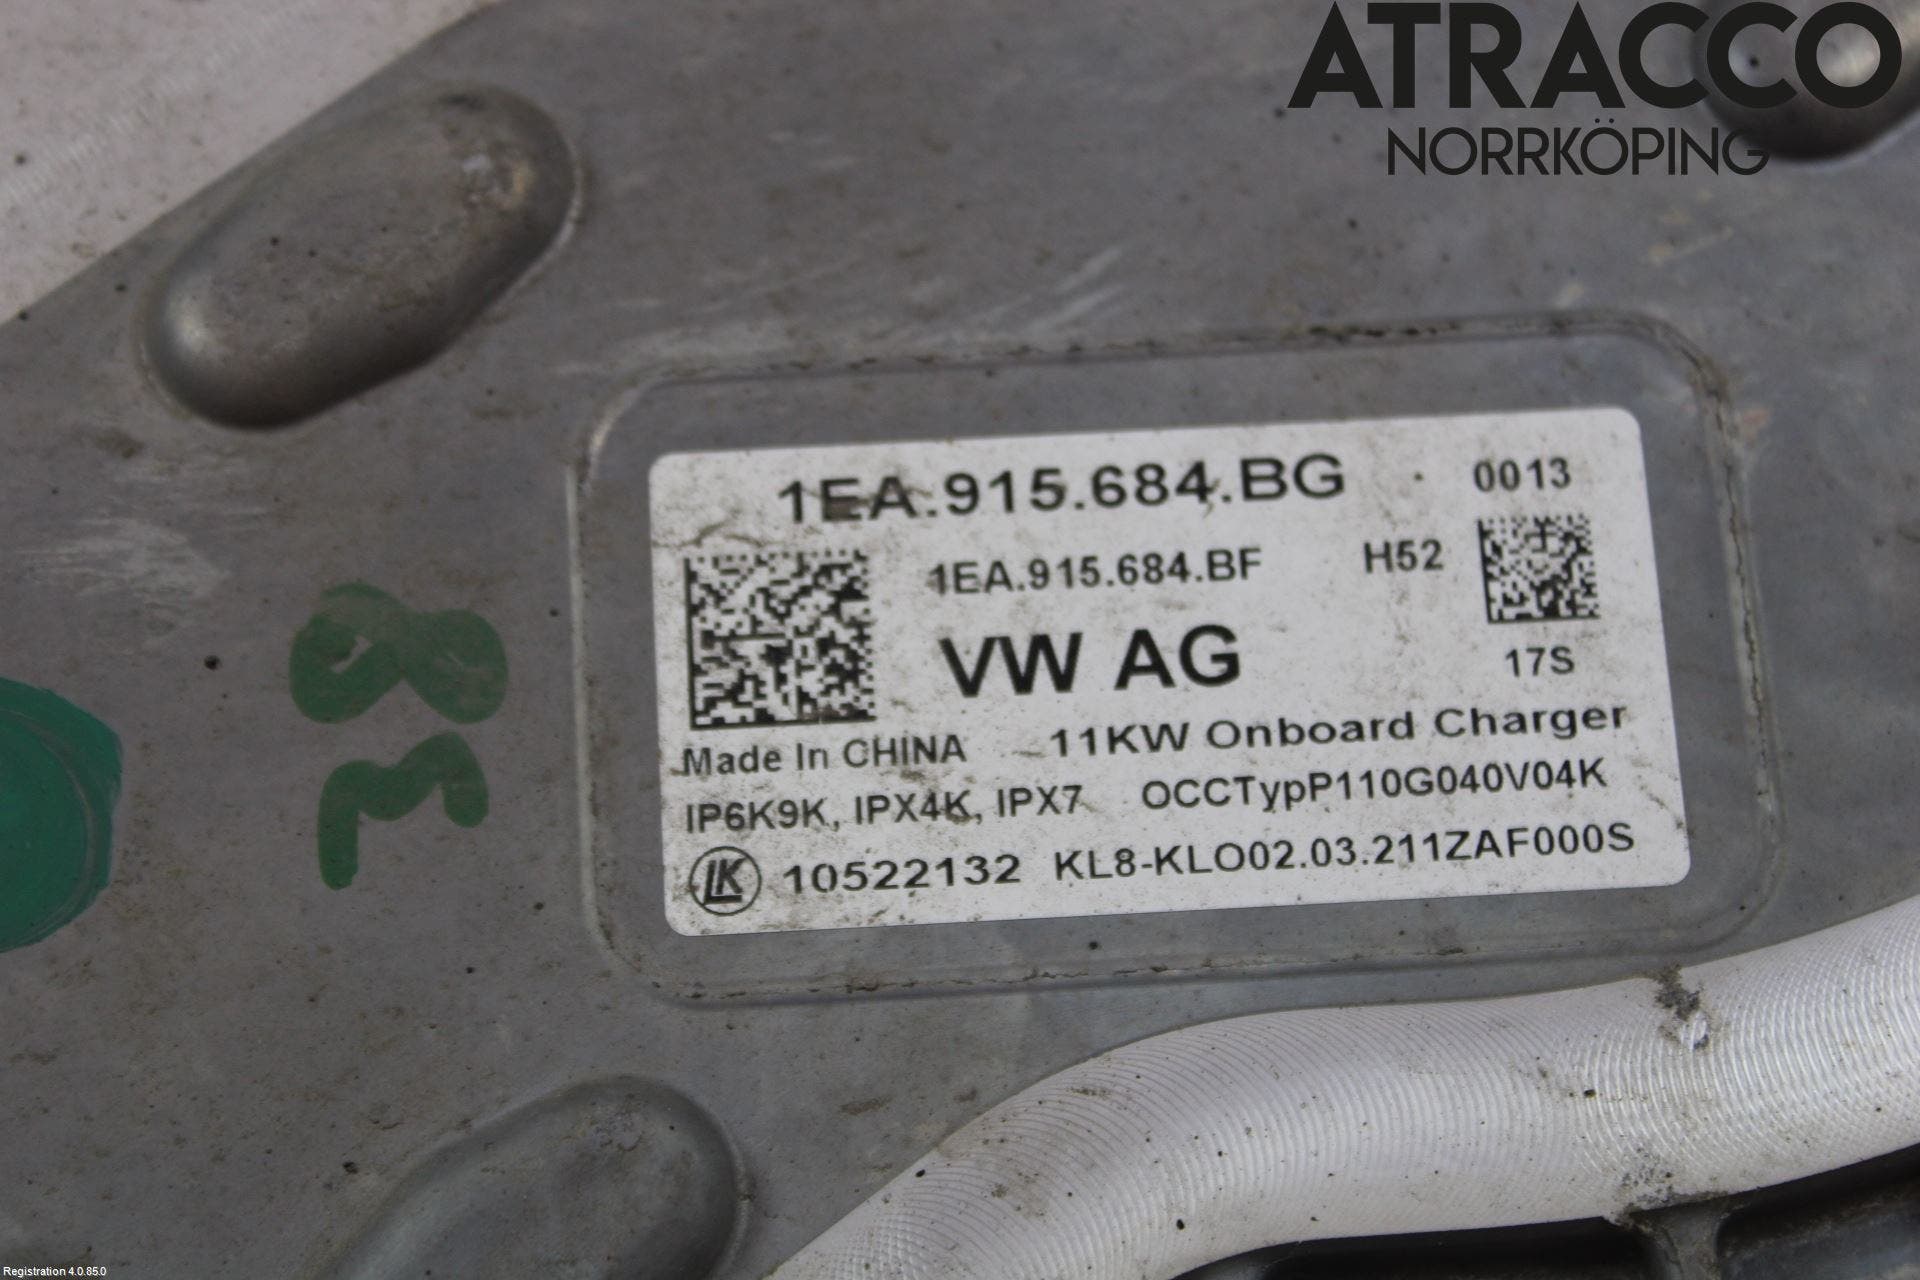 ATRACCO
NORRKÖPING
1EA.915.684.BG
0013
1EA.915.684.BF
H52
VW AG
17S
Made In CHINA
11KW Onboard Charger
IP6K9K, IPX4K, IPX7
OCCTypP110G040V04K
LK
10522132
KL8-KLO02.03.211ZAF000S
Registration 4.0.85.0